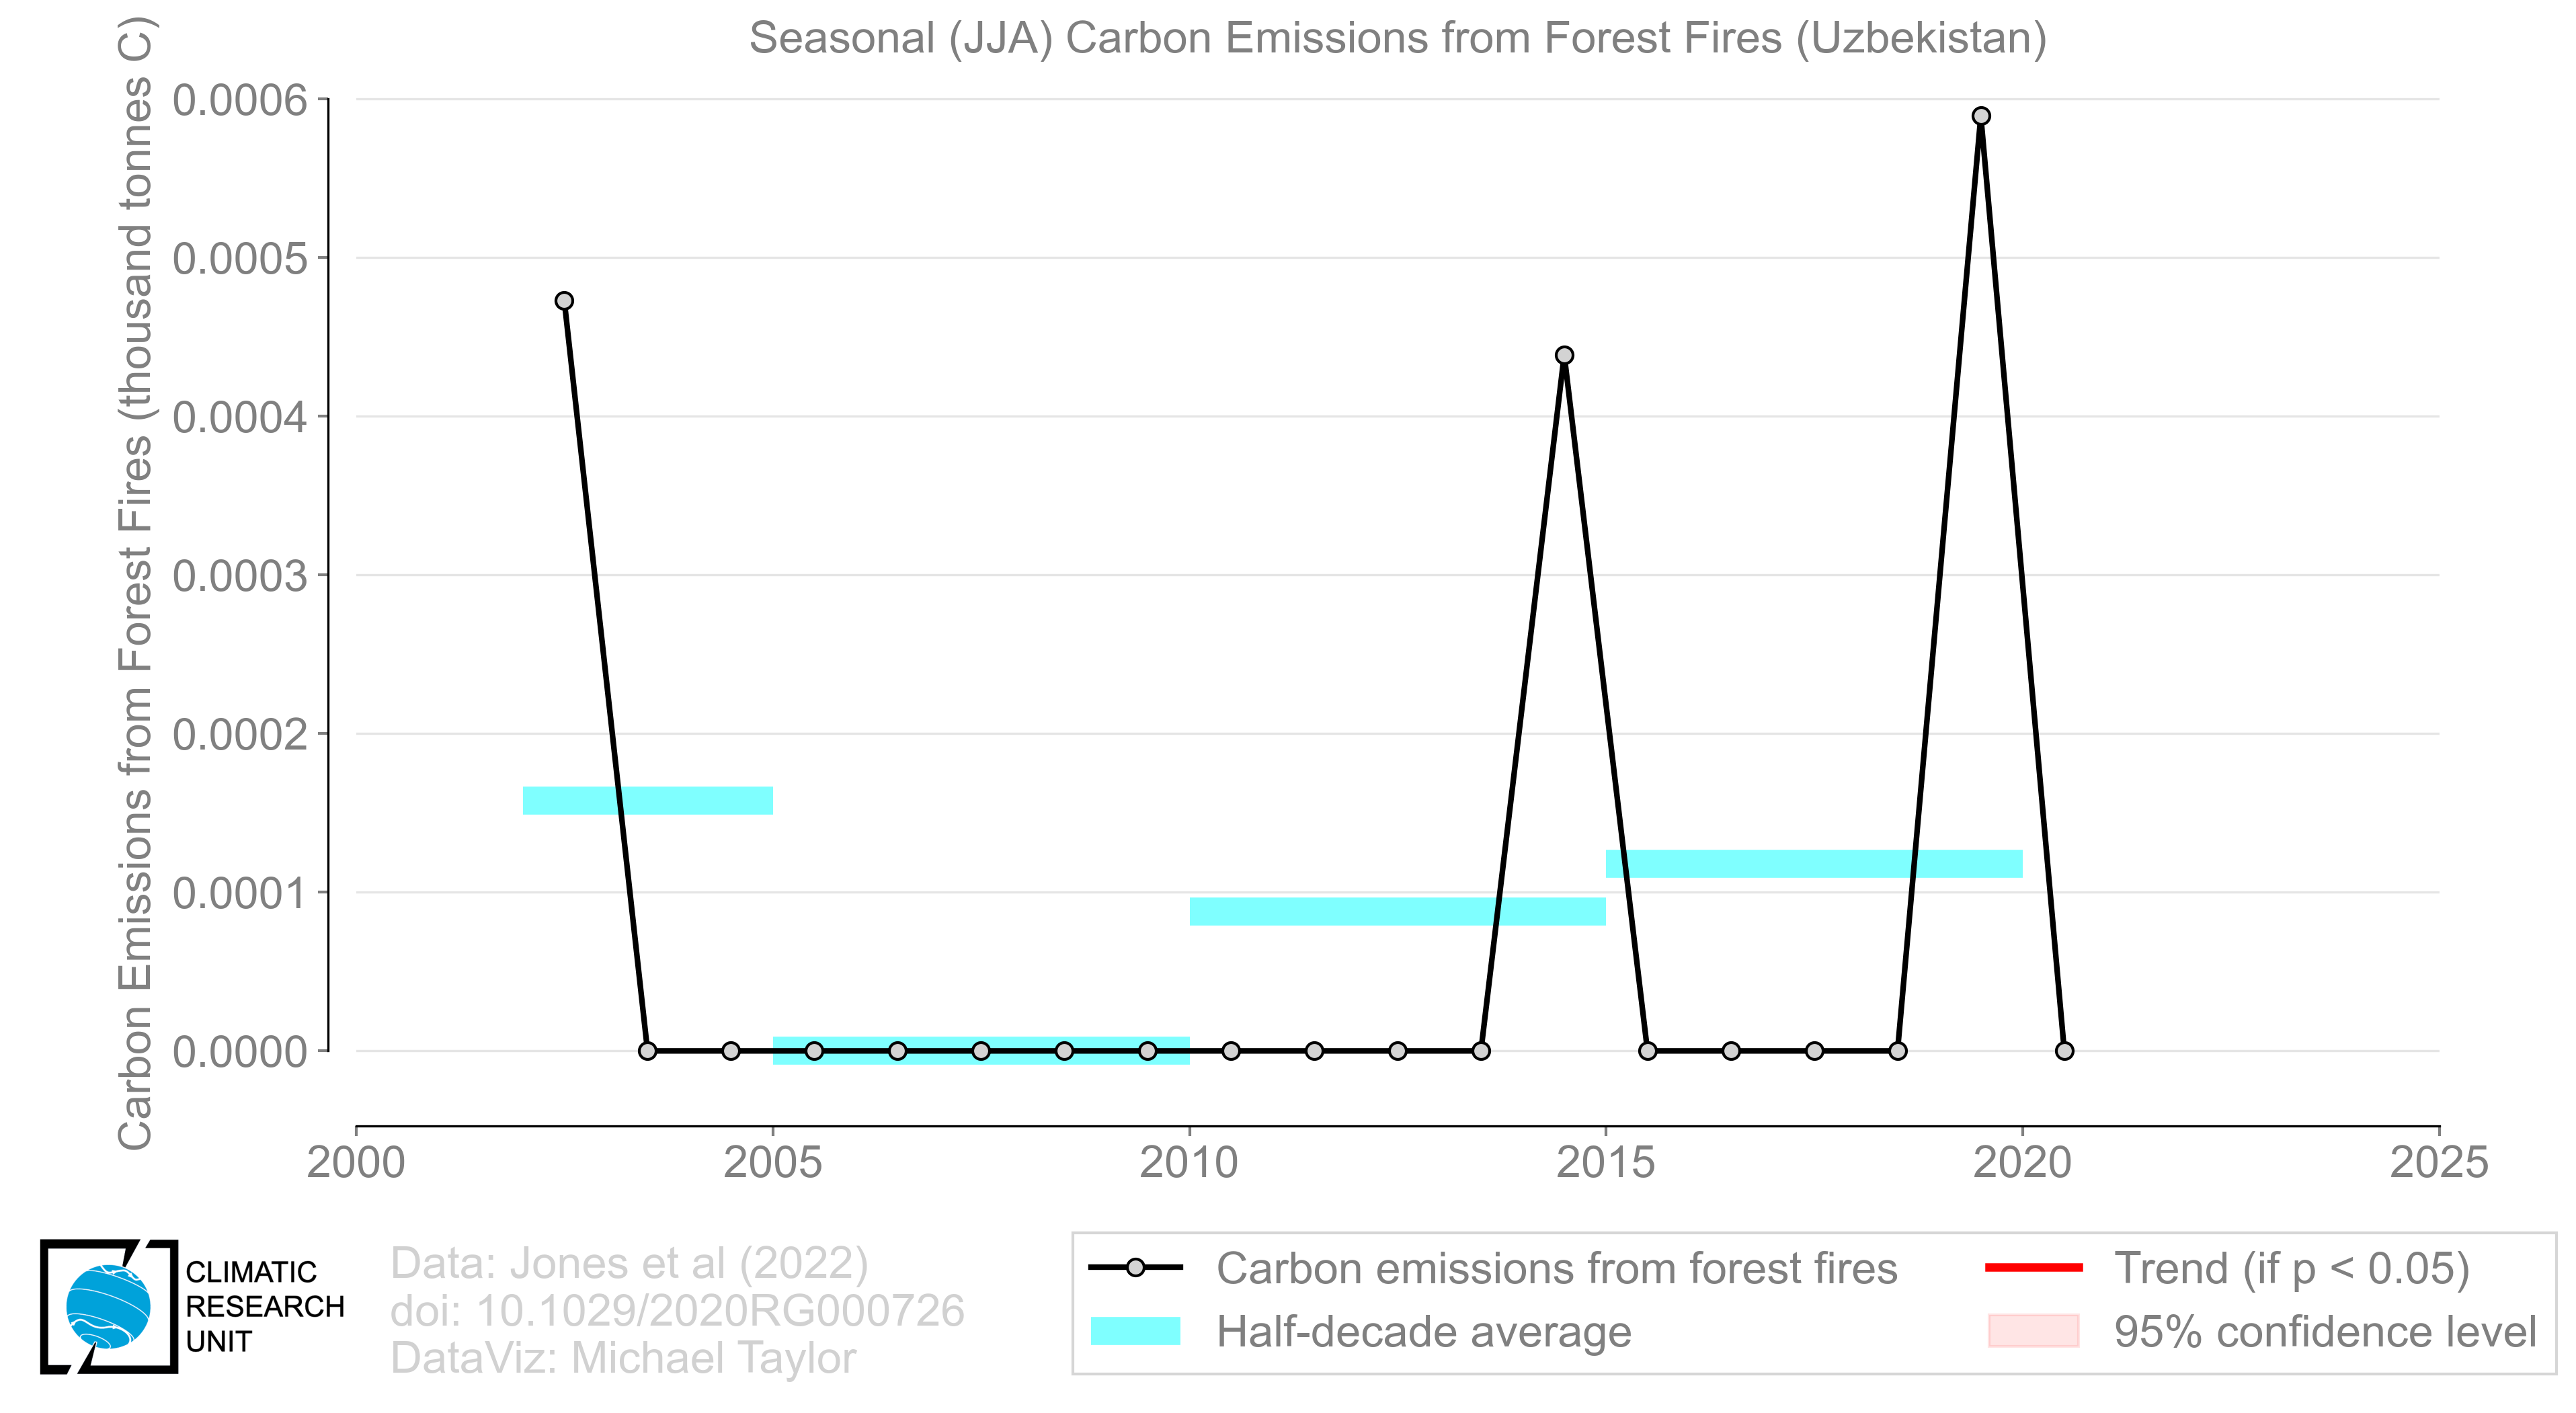 Seasonal (JJA) Carbon Emissions from Forest Fires (Uzbekistan)
Carbon Emissions from Forest Fires (thousand tonnes C)
0.0006
0.0005
0.0004
0.0003
0.0002
0.0001
0.0000
2000 2005 2010 2015 2020 2025
CLIMATIC
RESEARCH
UNIT
Data: Jones et al (2022)
doi: 10.1029/2020RG000726
DataViz: Michael Taylor
Carbon emissions from forest fires
Half-decade average
Trend (if p < 0.05)
95% confidence level